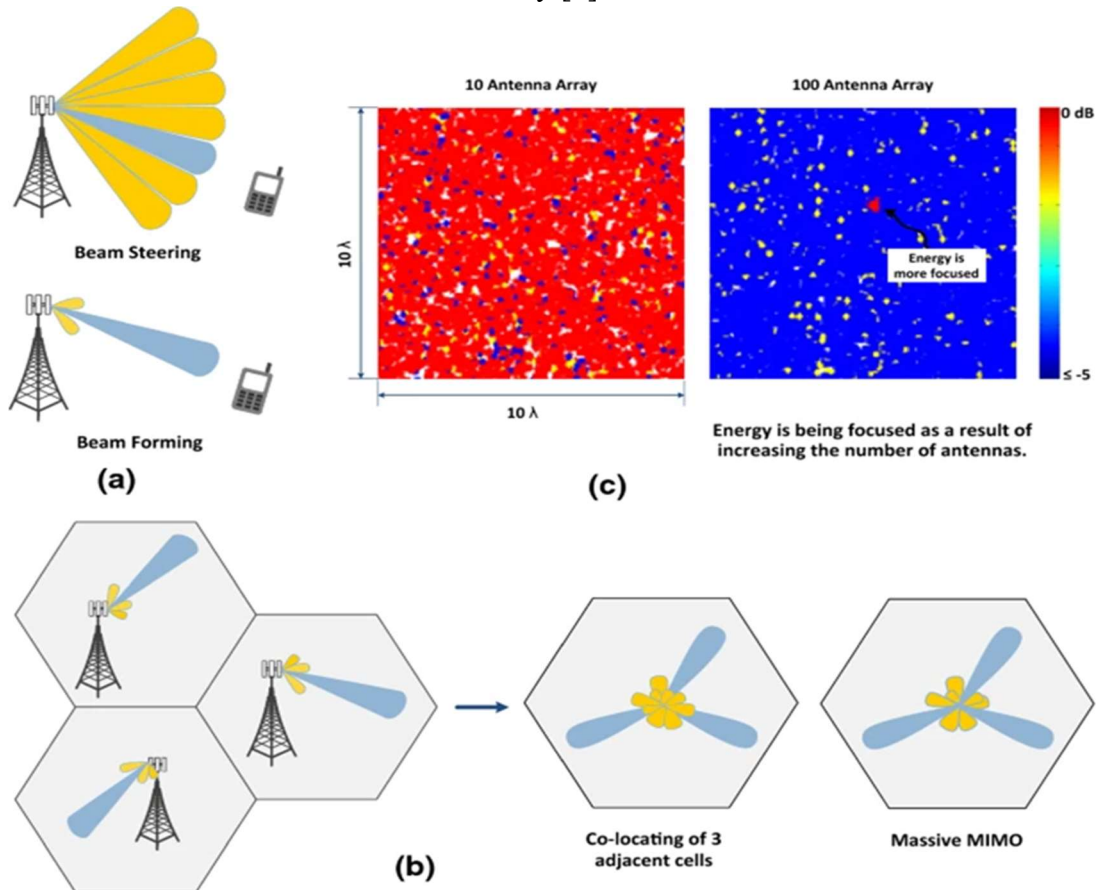 10 Antenna Array
100 Antenna Array
0 dB
10 λ
Energy is
more focused
≤ -5
10 λ
Beam Steering
Beam Forming
(a)
Energy is being focused as a result of
increasing the number of antennas.
(c)
Co-locating of 3
adjacent cells
Massive MIMO
(b)